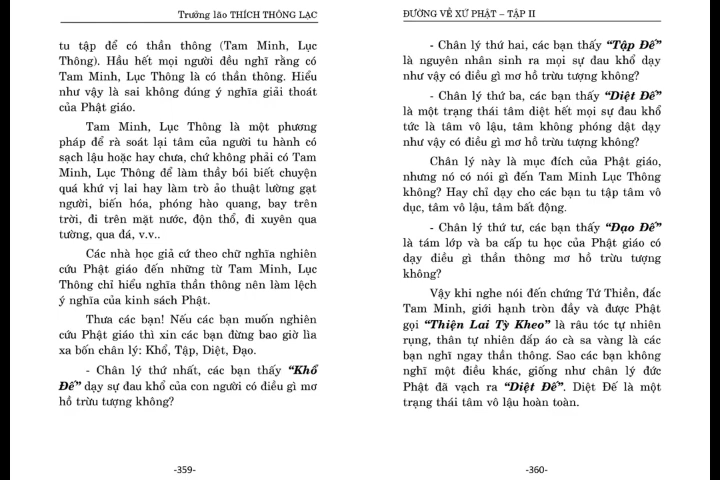 Trưởng lão THÍCH THÔNG LẠC
tu tập để có thần thông (Tam Minh, Lục
Thông). Hầu hết mọi người đều nghĩ rằng có
Tam Minh, Lục Thông là có thần thông. Hiểu
như vậy là sai không đúng ý nghĩa giải thoát
của Phật giáo.
Tam Minh, Lục Thông là một phương
pháp để rà soát lại tâm của người tu hành có
sạch lậu hoặc hay chưa, chứ không phải có Tam
Minh, Lục Thông để làm thầy bói biết chuyện
quá khứ vị lai hay làm trò ảo thuật lường gạt
người, biến hóa, phóng hào quang, bay trên
trời, đi trên mặt nước, độn thổ, đi xuyên qua
tường, qua đá, v.v..
Các nhà học giả cứ theo chữ nghĩa nghiên
cứu Phật giáo đến những từ Tam Minh, Lục
Thông chỉ hiểu nghĩa thần thông nên làm lệch
ý nghĩa của kinh sách Phật.
Thưa các bạn! Nếu các bạn muốn nghiên
cứu Phật giáo thì xin các bạn đừng bao giờ lìa
xa bốn chân lý: Khổ, Tập, Diệt, Đạo.
- Chân lý thứ nhất, các bạn thấy “Khổ
Đế” dạy sự đau khổ của con người có điều gì mơ
hồ trừu tượng không?
-359-
ĐƯỜNG VỀ XỨ PHẬT – TẬP II
- Chân lý thứ hai, các bạn thấy “Tập Đế”
là nguyên nhân sinh ra mọi sự đau khổ dạy
như vậy có điều gì mơ hồ trừu tượng không?
- Chân lý thứ ba, các bạn thấy “Diệt Đế”
là một trạng thái tâm diệt hết mọi sự đau khổ
tức là tâm vô lậu, tâm không phóng dật dạy
như vậy có điều gì mơ hồ trừu tượng không?
Chân lý này là mục đích của Phật giáo,
nhưng nó có nói gì đến Tam Minh Lục Thông
không? Hay chỉ dạy cho các bạn tu tập tâm vô
dục, tâm vô lậu, tâm bất động.
- Chân lý thứ tư, các bạn thấy “Đạo Đế”
là tám lớp và ba cấp tu học của Phật giáo có
dạy điều gì thần thông mơ hồ trừu tượng
không?
Vậy khi nghe nói đến chứng Tứ Thiền, đắc
Tam Minh, giới hạnh tròn đầy và được Phật
gọi “Thiện Lai Tỳ Kheo” là râu tóc tự nhiên
rụng, thân tự nhiên đắp áo cà sa vàng là các
bạn nghĩ ngay thần thông. Sao các bạn không
nghĩ một điều khác, giống như chân lý đức
Phật đã vạch ra “Diệt Đế”. Diệt Đế là một
trạng thái tâm vô lậu hoàn toàn.
-360-